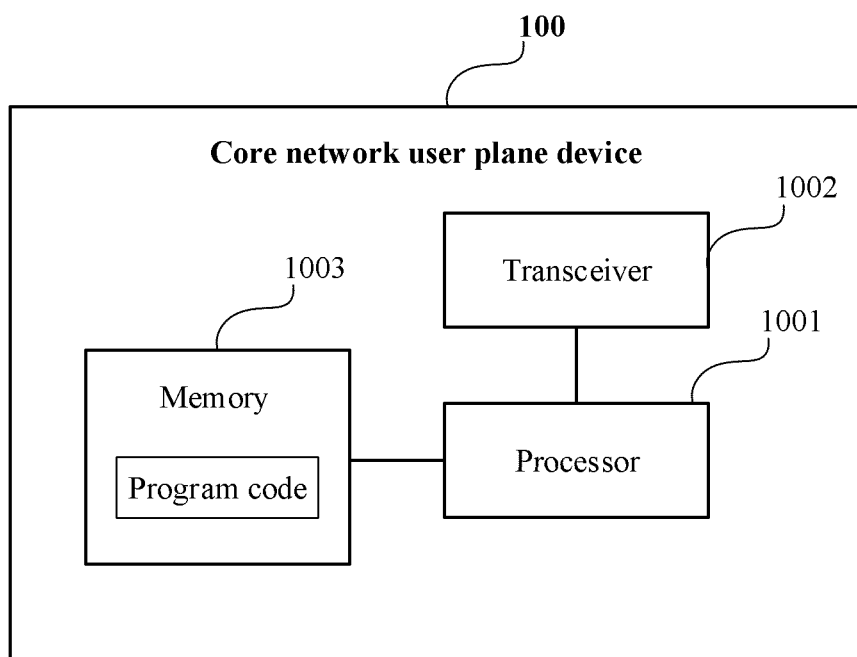 100
Core network user plane device
1002
Transceiver
1003
1001
Memory
Processor
Program code